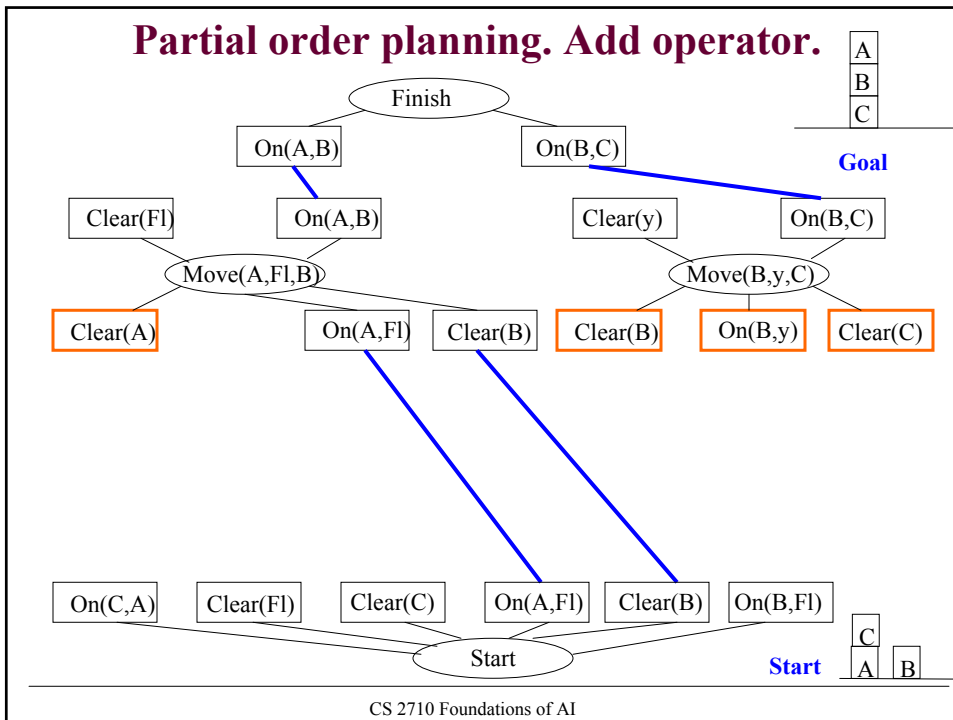 Partial order planning. Add operator.
A
B
C
Finish
On(A,B)
On(B,C)
Goal
Clear(Fl)
On(A,B)
Clear(y)
On(B,C)
Move(A,Fl,B)
Move(B,y,C)
Clear(A)
On(A,Fl)
Clear(B)
Clear(B)
On(B,y)
Clear(C)
On(C,A)
Clear(Fl)
Clear(C)
On(A,Fl)
Clear(B)
On(B,Fl)
Start
Start
C
A B
CS 2710 Foundations of AI